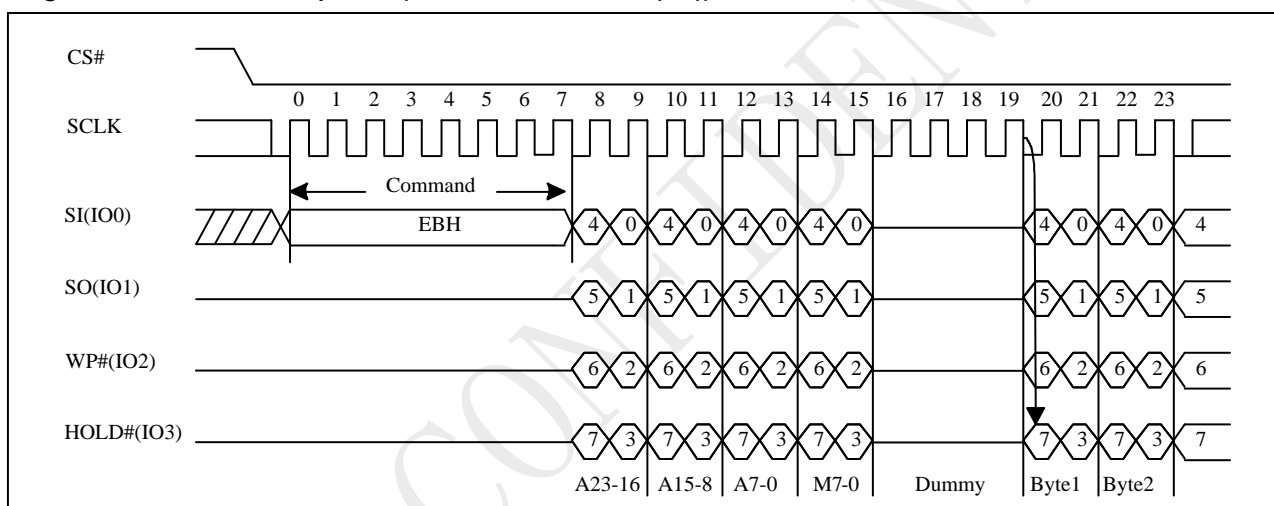 CS#
0 1 2 3 4 5 6 7 8 9 10 11 12 13 14 15 16 17 18 19 20 21 22 23
SCLK
Command
SI(IO0) EBH 4 0 4 0 4 0 4 0 4 0 4 0 4
SO(IO1) 5 1 5 1 5 1 5 1 5 1 5 1 5
WP#(IO2) 6 2 6 2 6 2 6 2 6 2 6 2 6
HOLD#(IO3) 7 3 7 3 7 3 7 3 7 3 7 3 7
A23-16 A15-8 A7-0 M7-0 Dummy Byte1 Byte2